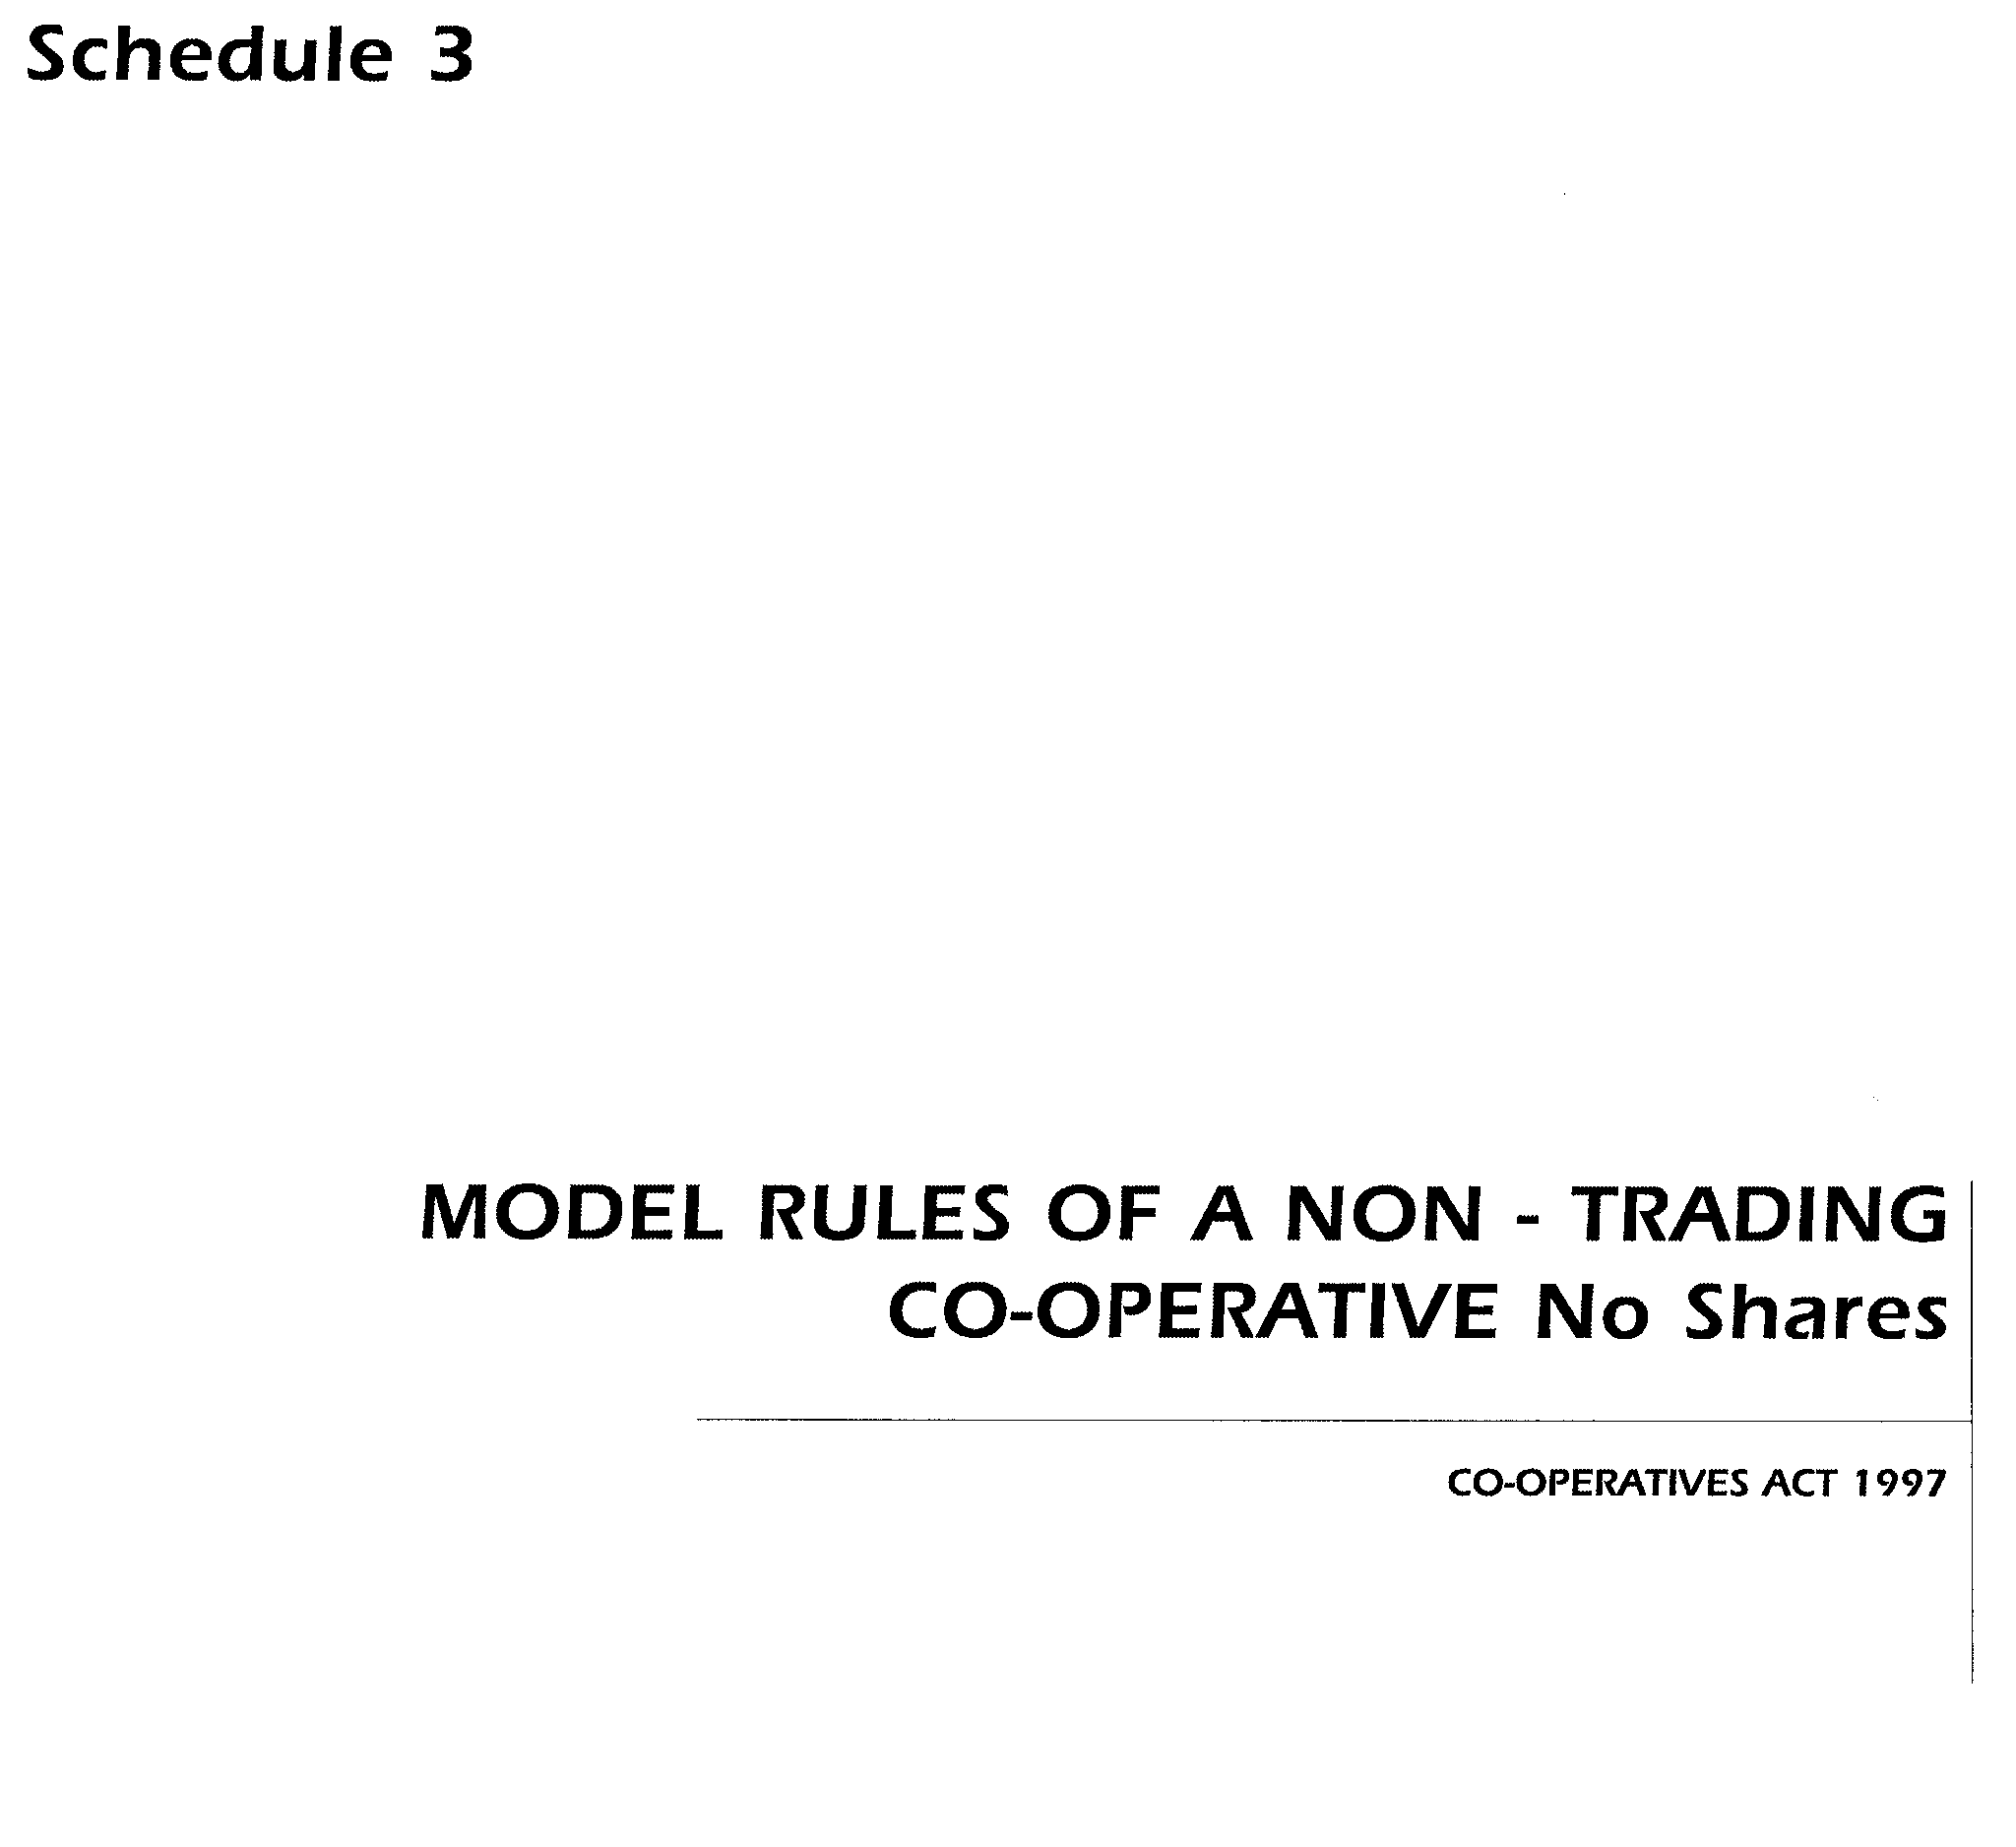 Schedule 3
MODEL RULES OF A NON - TRADING
CO-OPERATIVE No Shares
CO-OPERATIVES ACT 1997